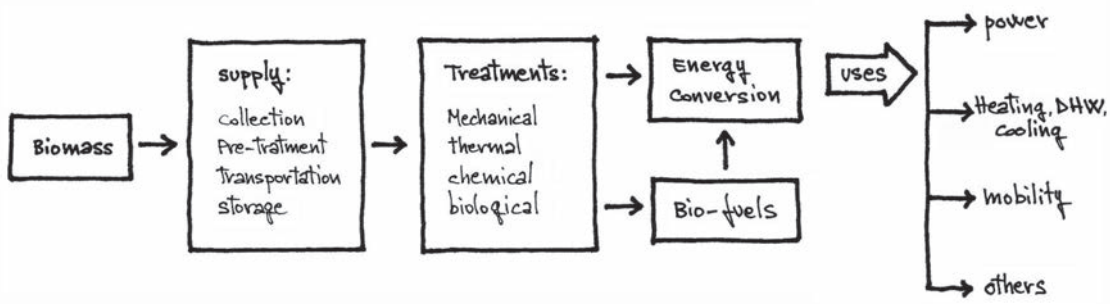 Biomass
supply:
collection
Pre-tratment
Transportation
storage
Treatments:
Mechanical
thermal
chemical
biological
Energy
Conversion
Bio-fuels
uses
power
Heating, DHW,
Cooling
mobility
others